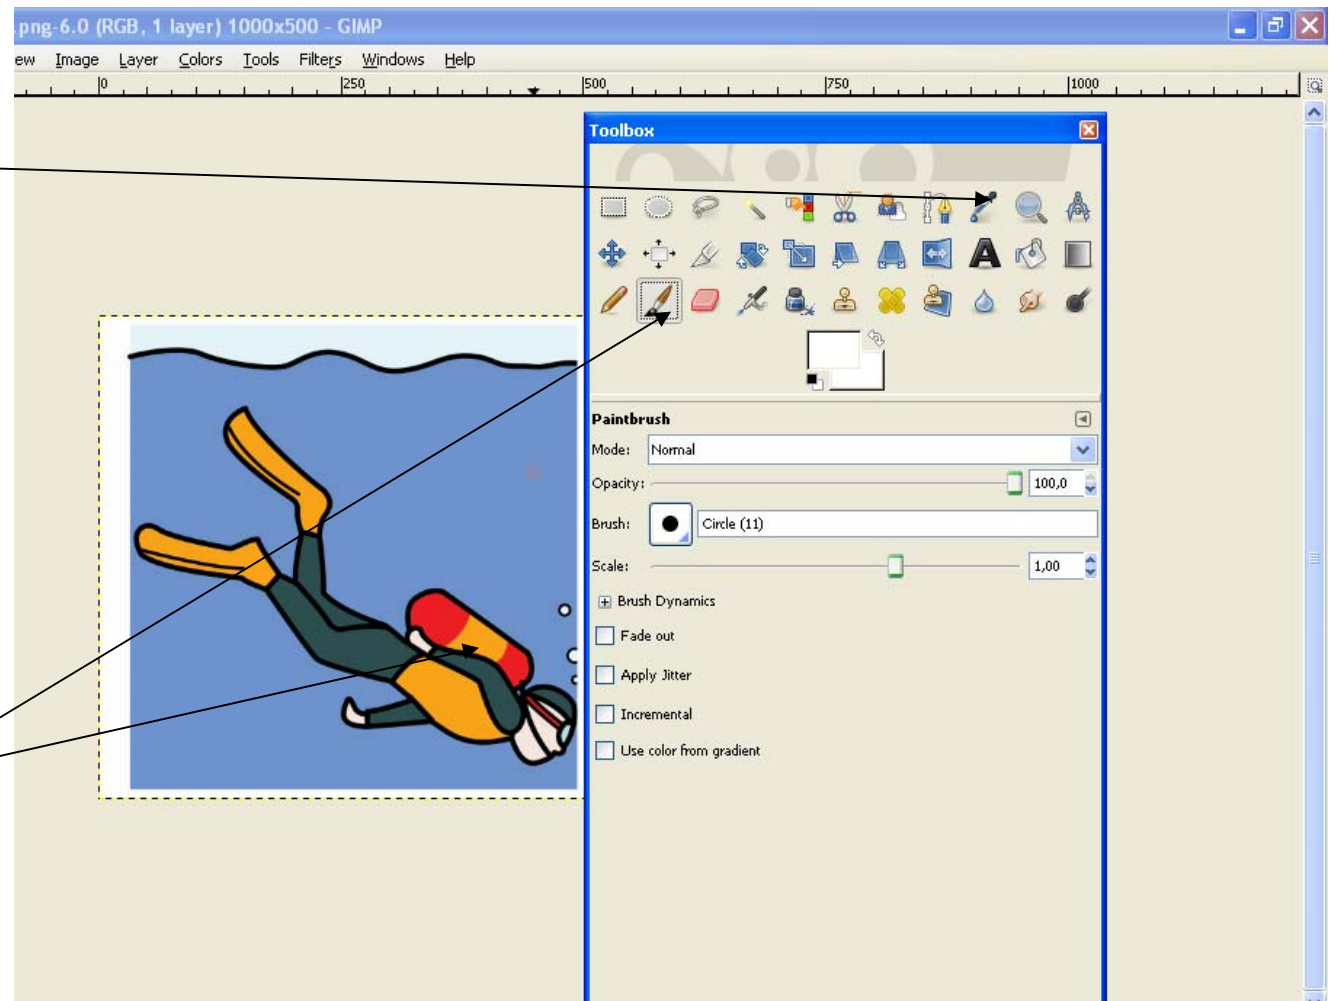 .png-6.0 (RGB, 1 layer) 1000x500 - GIMP
ew Image Layer Colors Tools Filters Windows Help
0 250 500 750 1000
Toolbox
A
Paintbrush
Mode: Normal
Opacity: 100,0
Brush: Circle (11)
Scale: 1,00
Brush Dynamics
Fade out
Apply Jitter
Incremental
Use color from gradient